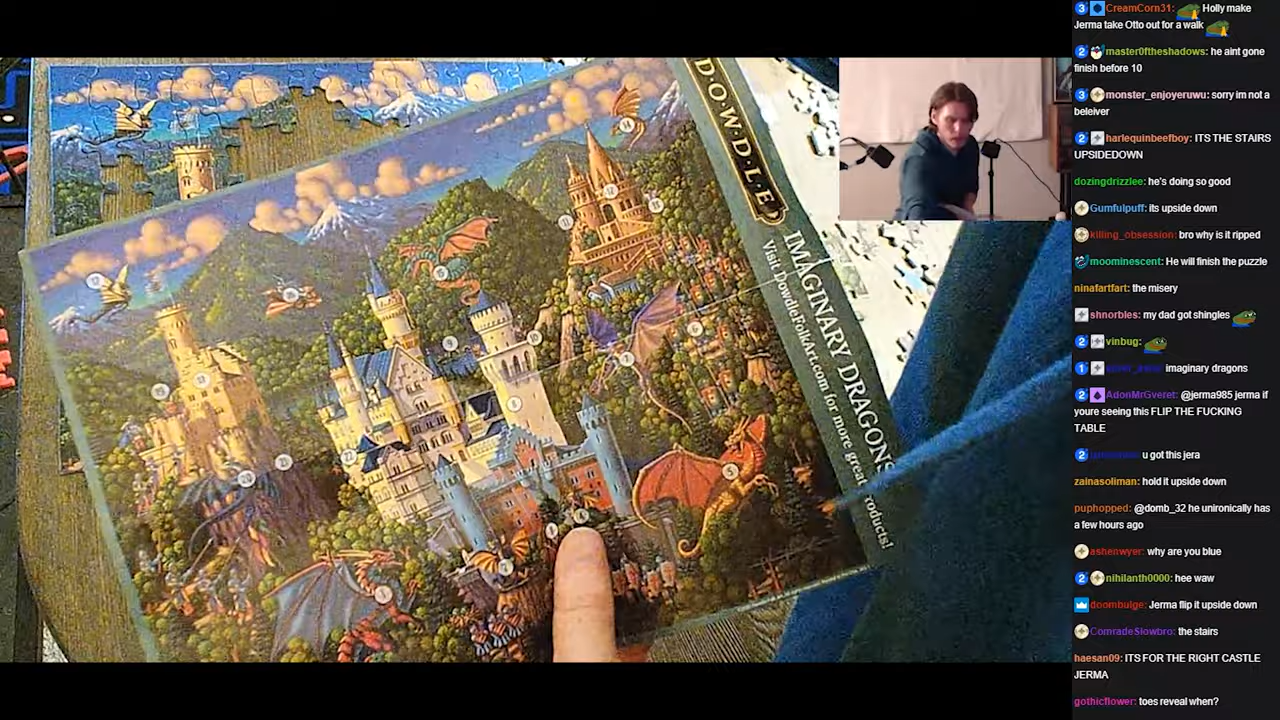 D·O·W·D·L·E
IMAGINARY DRAGONS
Visit DowdleFolkArt.com for more great products!
CreamCorn31: Holly make
Jerma take Otto out for a walk
master0ftheshadows: he aint gone
finish before 10
monster_enjoyeruwu: sorry im not a
beleiver
harlequinbeefboy: ITS THE STAIRS
UPSIDEDOWN
dozingdrizzlee: he's doing so good
Gumfulpuff: its upside down
killing_obsession: bro why is it ripped
moominescent: He will finish the puzzle
ninafartfart: the misery
shnorbles: my dad got shingles
vinbug:
imaginary dragons
AdonMrGveret: @jerma985 jerma if
youre seeing this FLIP THE FUCKING
TABLE
u got this jera
zainasoliman: hold it upside down
puphopped: @domb_32 he unironically has
a few hours ago
ashenwyer: why are you blue
nihilanth0000: hee waw
doombulge: Jerma flip it upside down
ComradeSlowbro: the stairs
haesan09: ITS FOR THE RIGHT CASTLE
JERMA
gothicflower: toes reveal when?